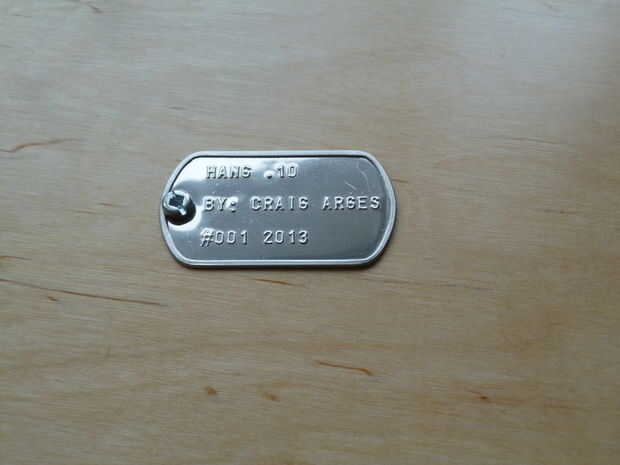 HANG .10
BY: CRAIG ARGES
#001 2013